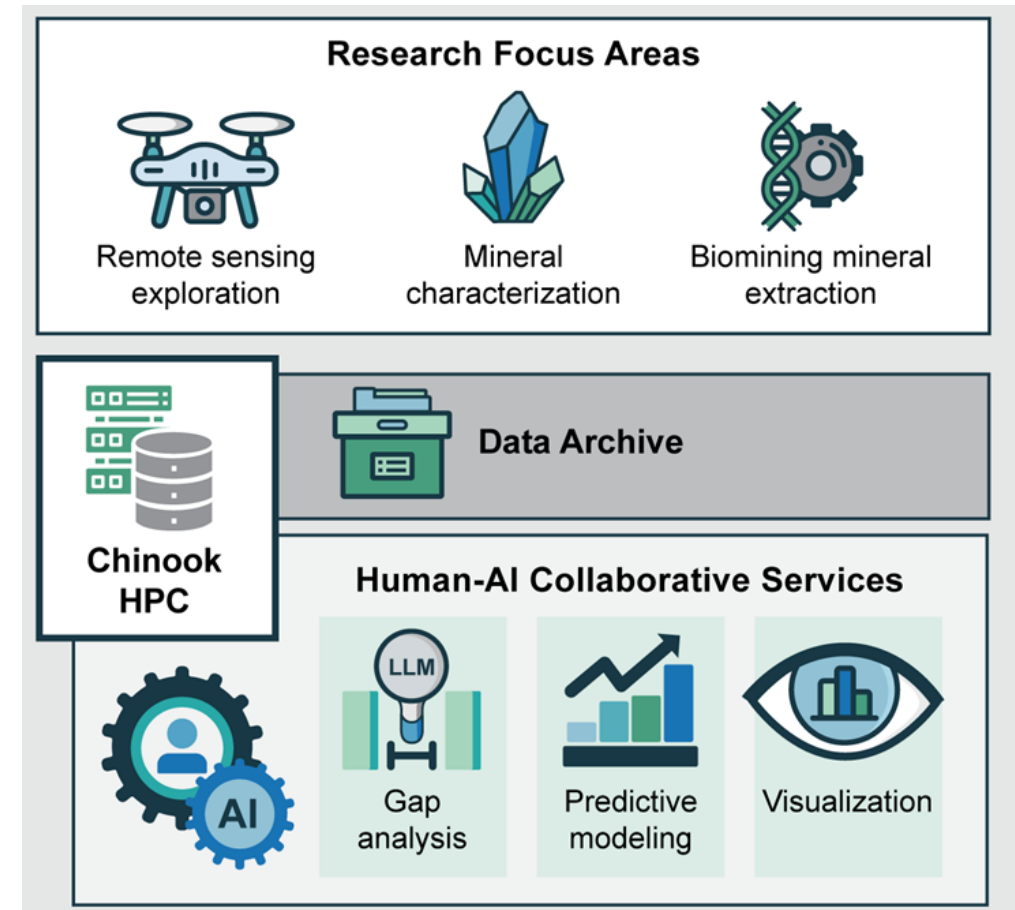 Research Focus Areas
Remote sensing
exploration
Mineral
characterization
Biomining mineral
extraction
Chinook
HPC
Data Archive
Human-AI Collaborative Services
AI
LLM
Gap
analysis
Predictive
modeling
Visualization